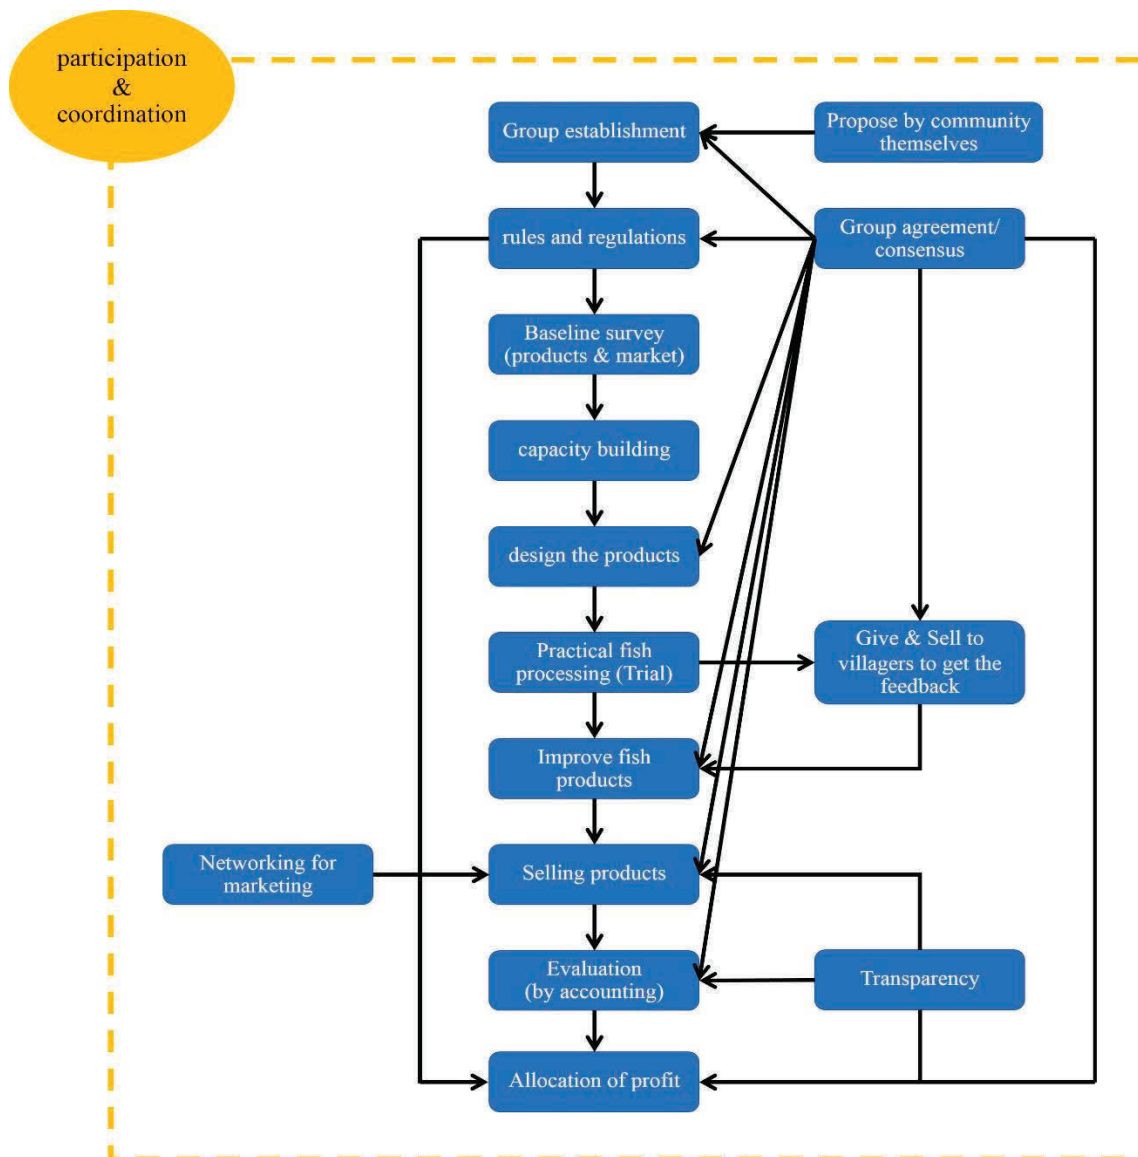 participation
&
coordination
Group establishment
Propose by community
themselves
rules and regulations
Group agreement/
consensus
Baseline survey
(products & market)
capacity building
design the products
Practical fish
processing (Trial)
Give & Sell to
villagers to get the
feedback
Improve fish
products
Networking for
marketing
Selling products
Evaluation
(by accounting)
Transparency
Allocation of profit